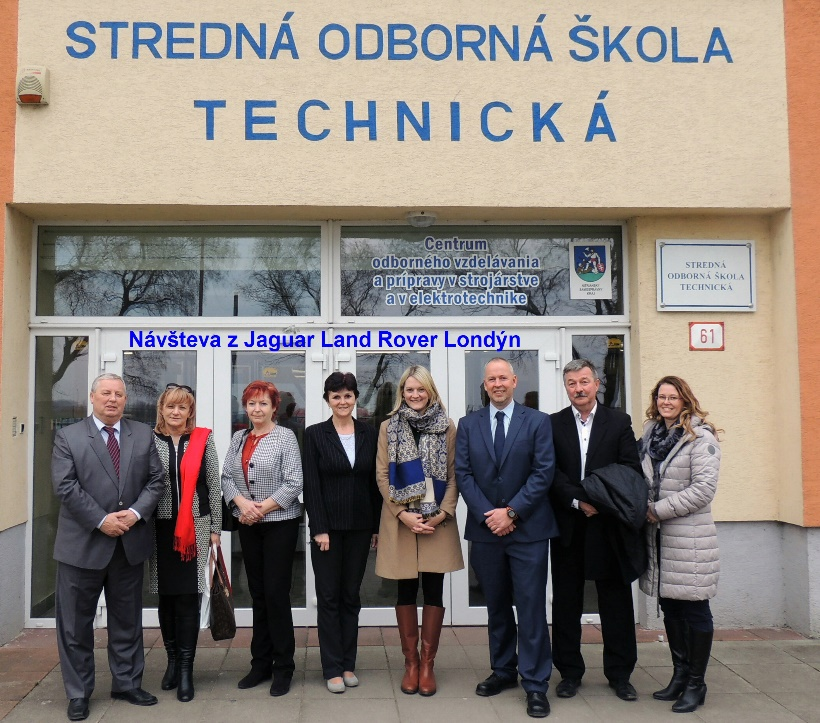 STREDNÁ ODBORNÁ ŠKOLA
TECHNICKÁ
Centrum
odborného vzdelávania
a prípravy v strojárstve
a v elektrotechnike
STREDNÁ
ODBORNÁ ŠKOLA
TECHNICKÁ
61
Návšteva z Jaguar Land Rover Londýn